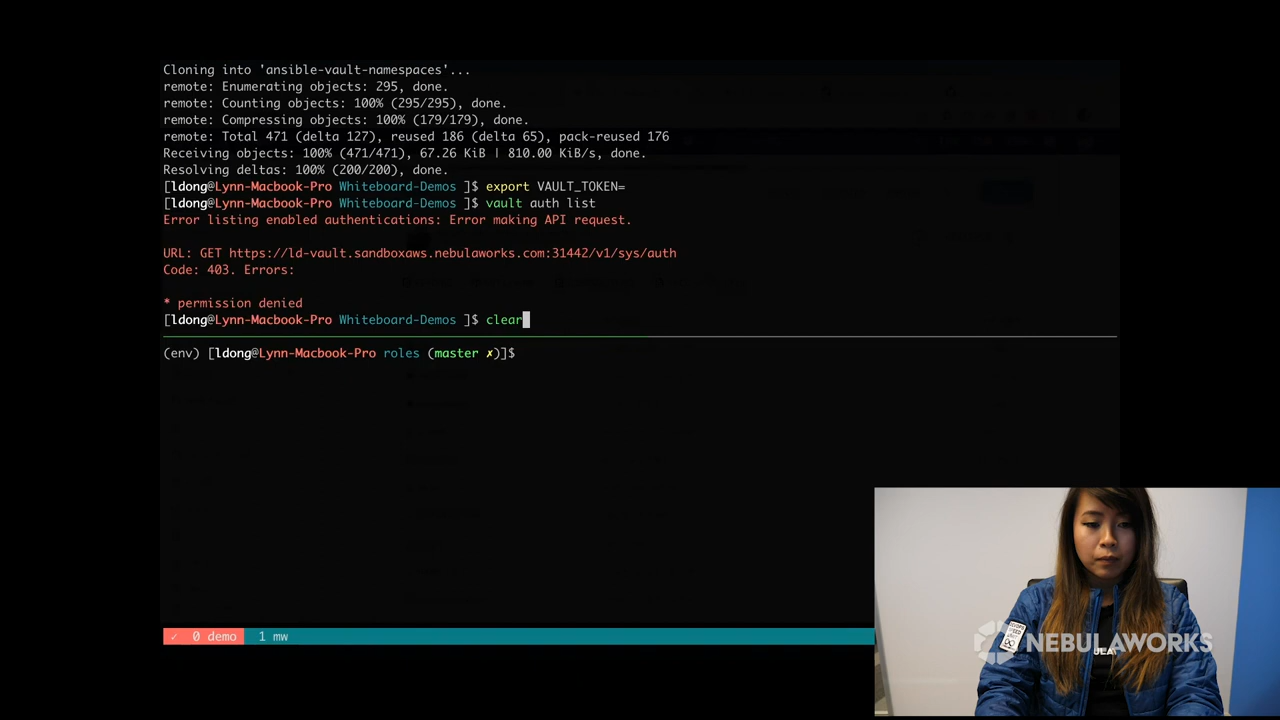 Cloning into 'ansible-vault-namespaces'...
remote: Enumerating objects: 295, done.
remote: Counting objects: 100% (295/295), done.
remote: Compressing objects: 100% (179/179), done.
remote: Total 471 (delta 127), reused 186 (delta 65), pack-reused 176
Receiving objects: 100% (471/471), 67.26 KiB | 810.00 KiB/s, done.
Resolving deltas: 100% (200/200), done.
[ldong@Lynn-Macbook-Pro Whiteboard-Demos ]$ export VAULT_TOKEN=
[ldong@Lynn-Macbook-Pro Whiteboard-Demos ]$ vault auth list
Error listing enabled authentications: Error making API request.
URL: GET https://ld-vault.sandboxaws.nebulaworks.com:31442/v1/sys/auth
Code: 403. Errors:
* permission denied
[ldong@Lynn-Macbook-Pro Whiteboard-Demos ]$ clear
(env) [ldong@Lynn-Macbook-Pro roles (master ✗)]$
✓ 0 demo 1 mw
NEBULAWORKS